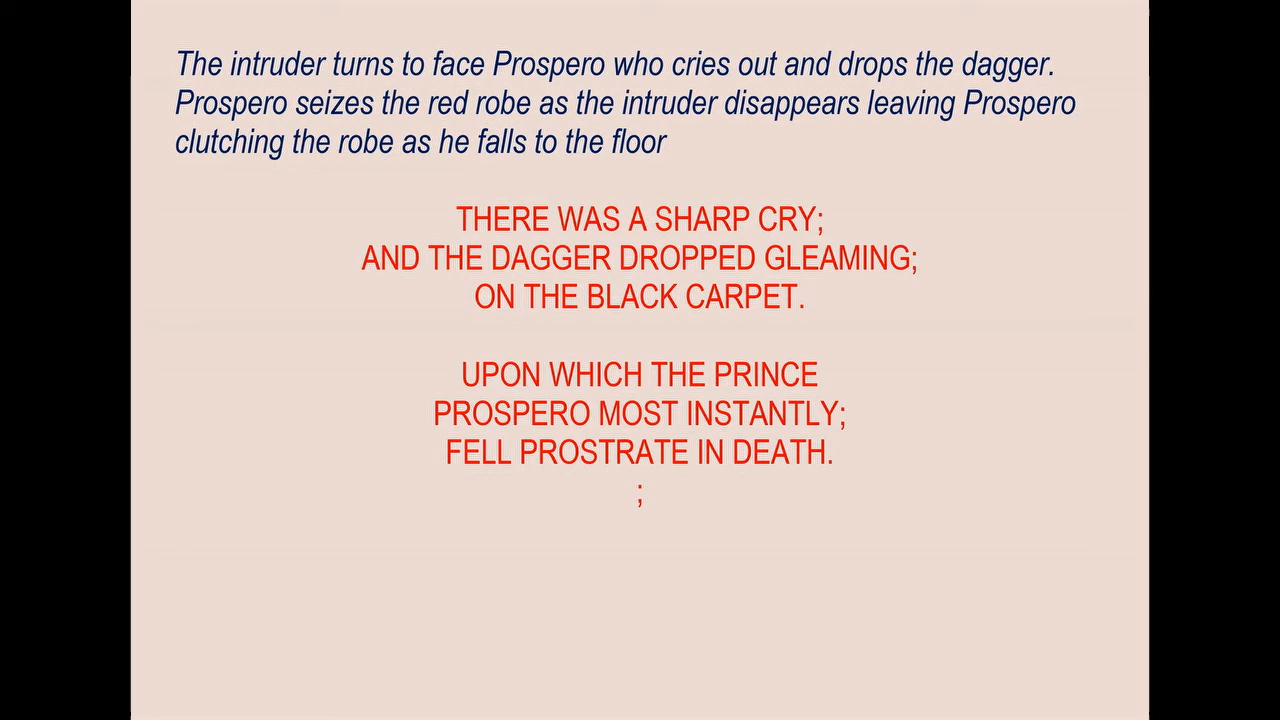 The intruder turns to face Prospero who cries out and drops the dagger.
Prospero seizes the red robe as the intruder disappears leaving Prospero
clutching the robe as he falls to the floor
THERE WAS A SHARP CRY;
AND THE DAGGER DROPPED GLEAMING;
ON THE BLACK CARPET.
UPON WHICH THE PRINCE
PROSPERO MOST INSTANTLY;
FELL PROSTRATE IN DEATH.
;